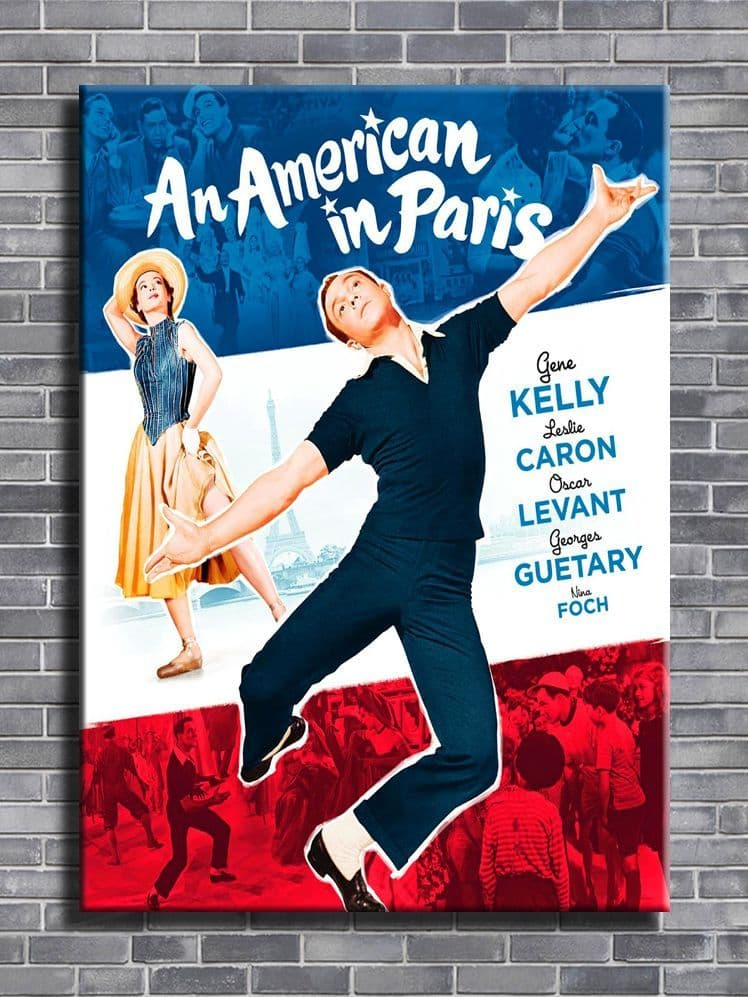 An American
in Paris
Gene
KELLY
Leslie
CARON
Oscar
LEVANT
Georges
GUETARY
Nina
FOCH